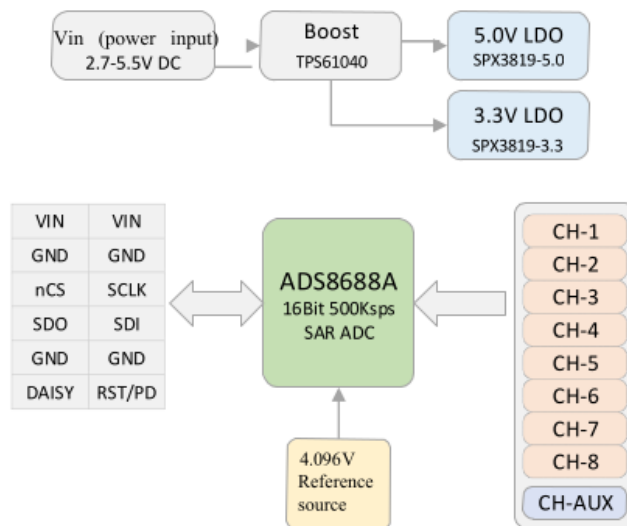 Vin (power input)
2.7-5.5V DC
Boost
TPS61040
5.0V LDO
SPX3819-5.0
3.3V LDO
SPX3819-3.3
VIN VIN
GND GND
nCS SCLK
SDO SDI
GND GND
DAISY RST/PD
ADS8688A
16Bit 500Ksps
SAR ADC
4.096V
Reference
source
CH-1
CH-2
CH-3
CH-4
CH-5
CH-6
CH-7
CH-8
CH-AUX